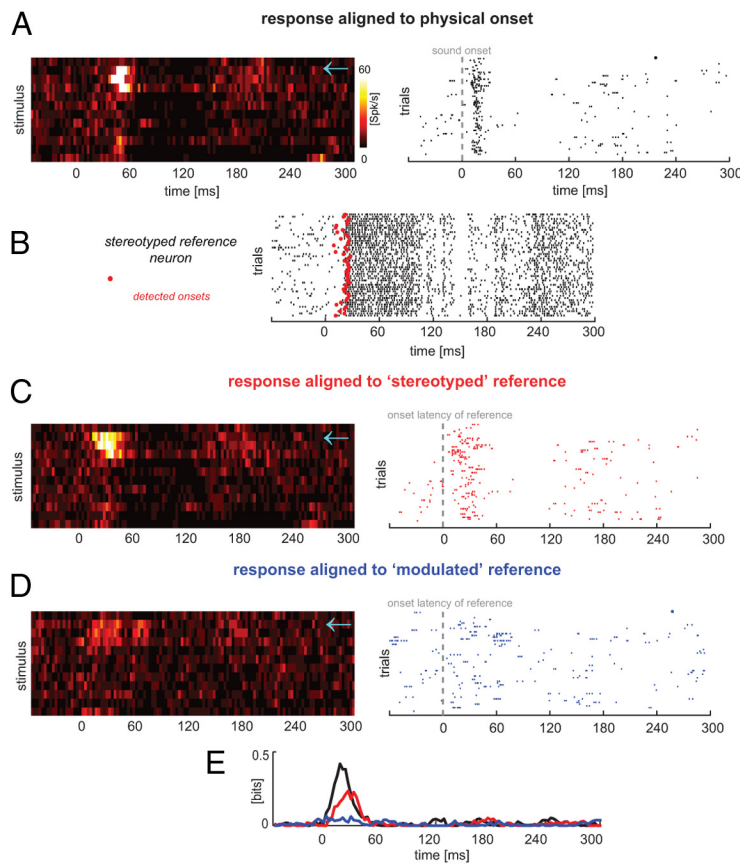 A
response aligned to physical onset
stimulus
0 60 120 180 240 300
time [ms]
60
[Spk/s]
0
sound onset
trials
0 60 120 180 240 300
time [ms]
B
stereotyped reference
neuron
detected onsets
trials
0 60 120 180 240 300
time [ms]
C
response aligned to ‘stereotyped’ reference
stimulus
0 60 120 180 240 300
onset latency of reference
trials
0 60 120 180 240 300
D
response aligned to ‘modulated’ reference
stimulus
0 60 120 180 240 300
onset latency of reference
trials
0 60 120 180 240 300
E
0.5
[bits]
0
0 60 120 180 240 300
time [ms]